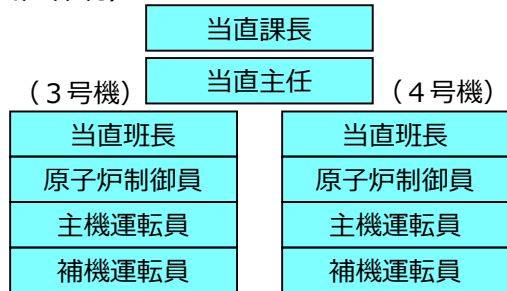 当直課長
当直主任
（３号機）
（４号機）
当直班長
当直班長
原子炉制御員
原子炉制御員
主機運転員
主機運転員
補機運転員
補機運転員